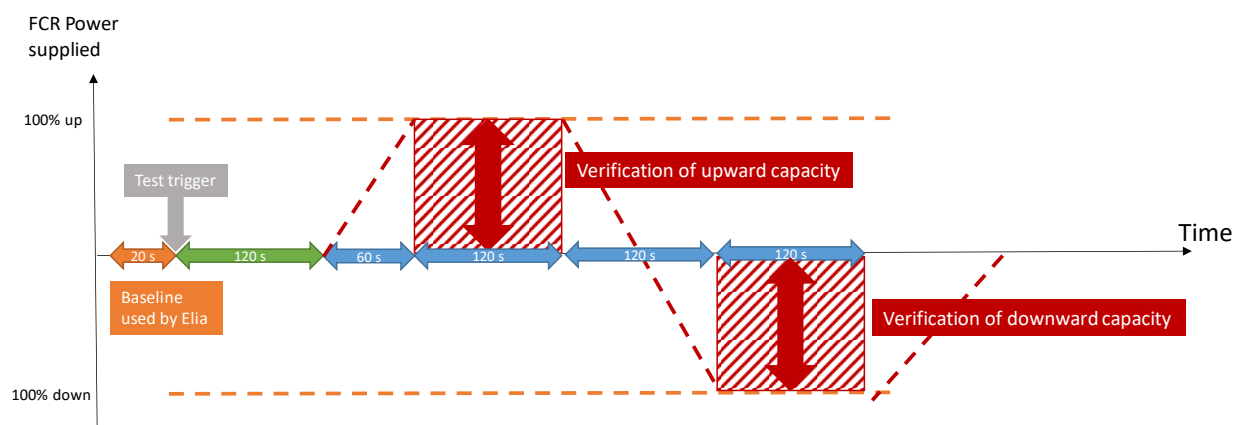 FCR Power
supplied
100% up
Test trigger
Verification of upward capacity
Time
20 s
120 s
60 s
120 s
120 s
120 s
Baseline
used by Elia
Verification of downward capacity
100% down